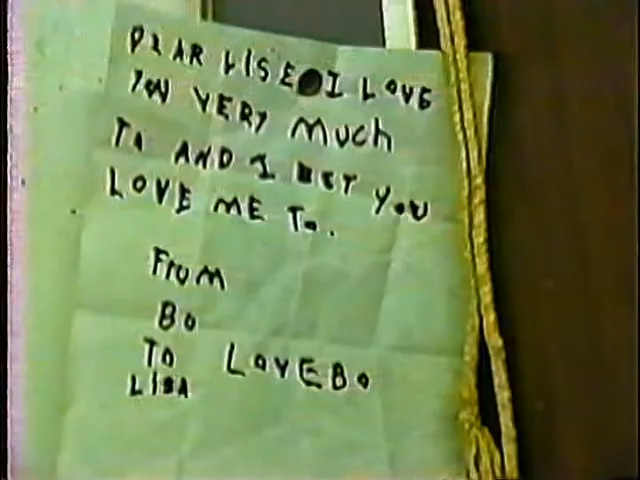 DEAR LISE I LOVE
YOU VERY MUCH
To AND I BET YOU
LOVE ME To.
From
Bo
To LOVEBO
LISA